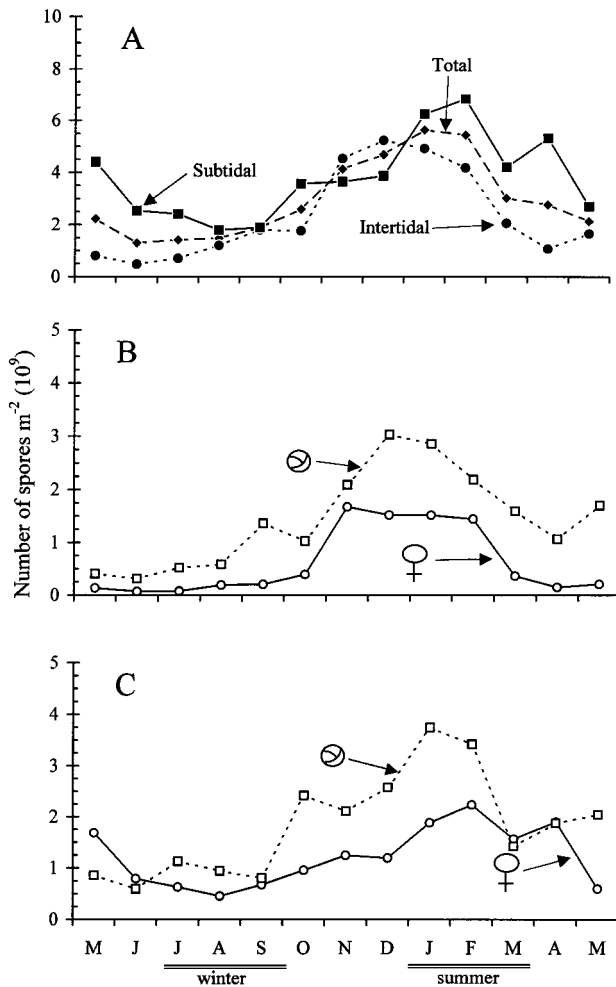 A
10
8
6
4
2
0
Total
Subtidal
Intertidal
B
5
4
3
2
1
0
Number of spores m⁻² (10⁹)
C
5
4
3
2
1
0
M J J A S O N D J F M A M
winter summer